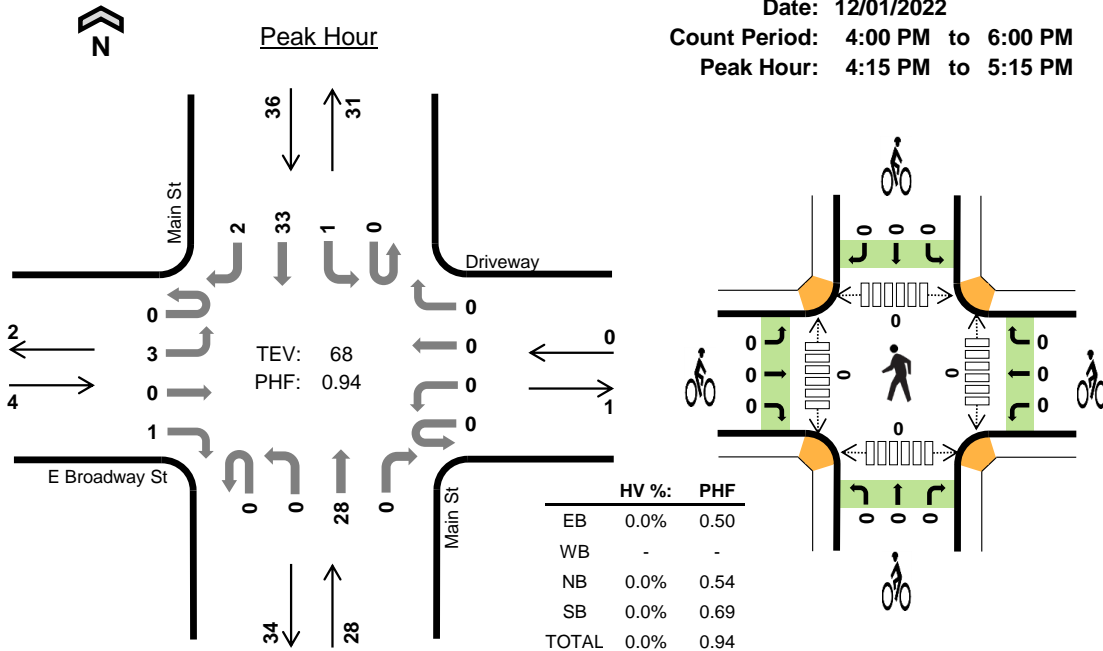 N
Peak Hour
Date: 12/01/2022
Count Period: 4:00 PM to 6:00 PM
Peak Hour: 4:15 PM to 5:15 PM
36
31
Main St
2
33
1
0
Driveway
0
3
0
1
2
4
TEV: 68
PHF: 0.94
0
0
0
0
0
1
E Broadway St
0
0
28
0
Main St
34
28
HV %: PHF
EB 0.0% 0.50
WB - -
NB 0.0% 0.54
SB 0.0% 0.69
TOTAL 0.0% 0.94
0 0 0
0
0
0
0
0
0
0
0
0
0
0
0 0 0